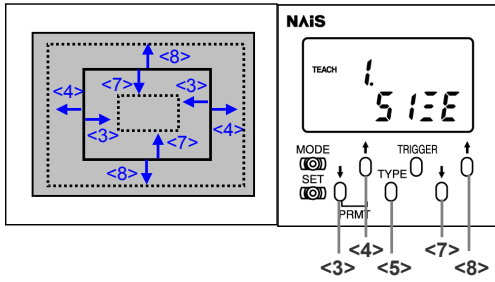 <8>
<4>
<7>
<3>
<3>
<4>
<7>
<8>
NAiS
TEACH
1.
SIZE
MODE
SET
TRIGGER
TYPE
PRMT
<4>
<7>
<3>
<5>
<8>